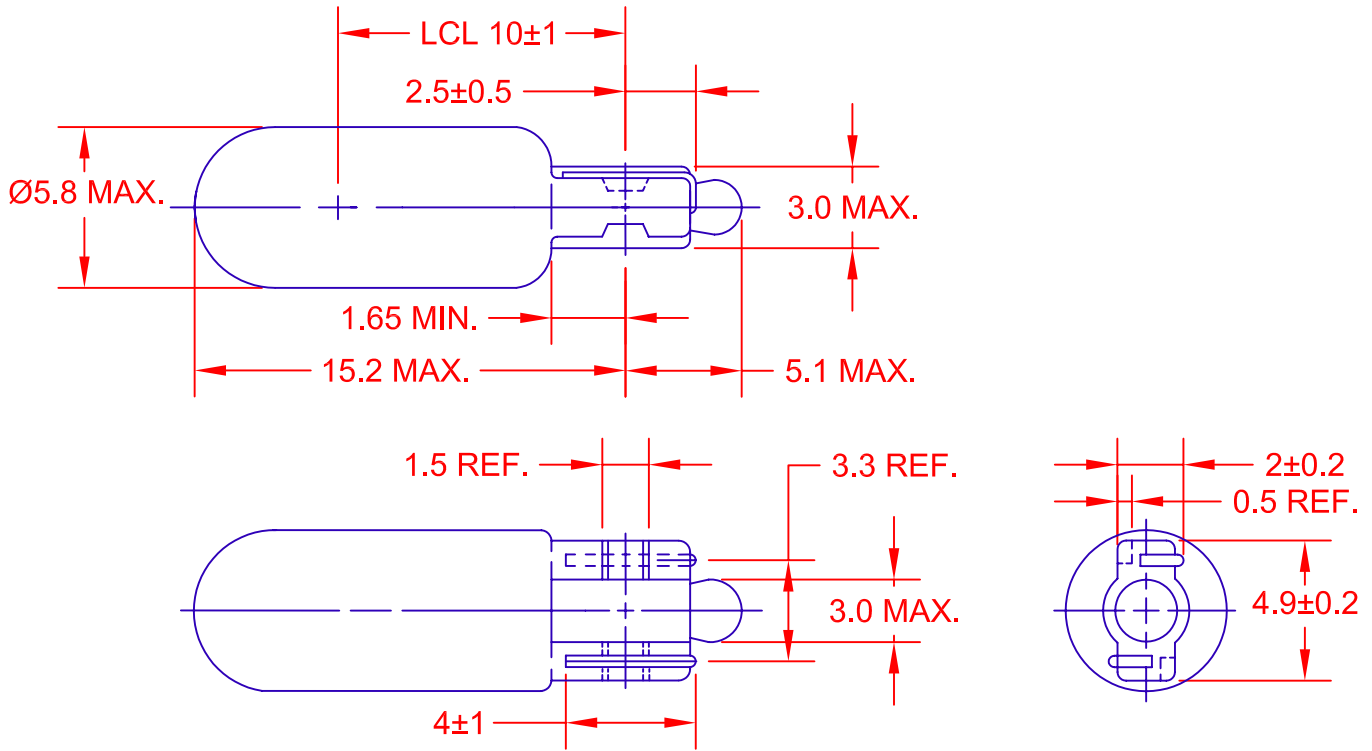 LCL 10±1
2.5±0.5
Ø5.8 MAX.
3.0 MAX.
1.65 MIN.
15.2 MAX.
5.1 MAX.
1.5 REF.
3.3 REF.
2±0.2
0.5 REF.
3.0 MAX.
4.9±0.2
4±1